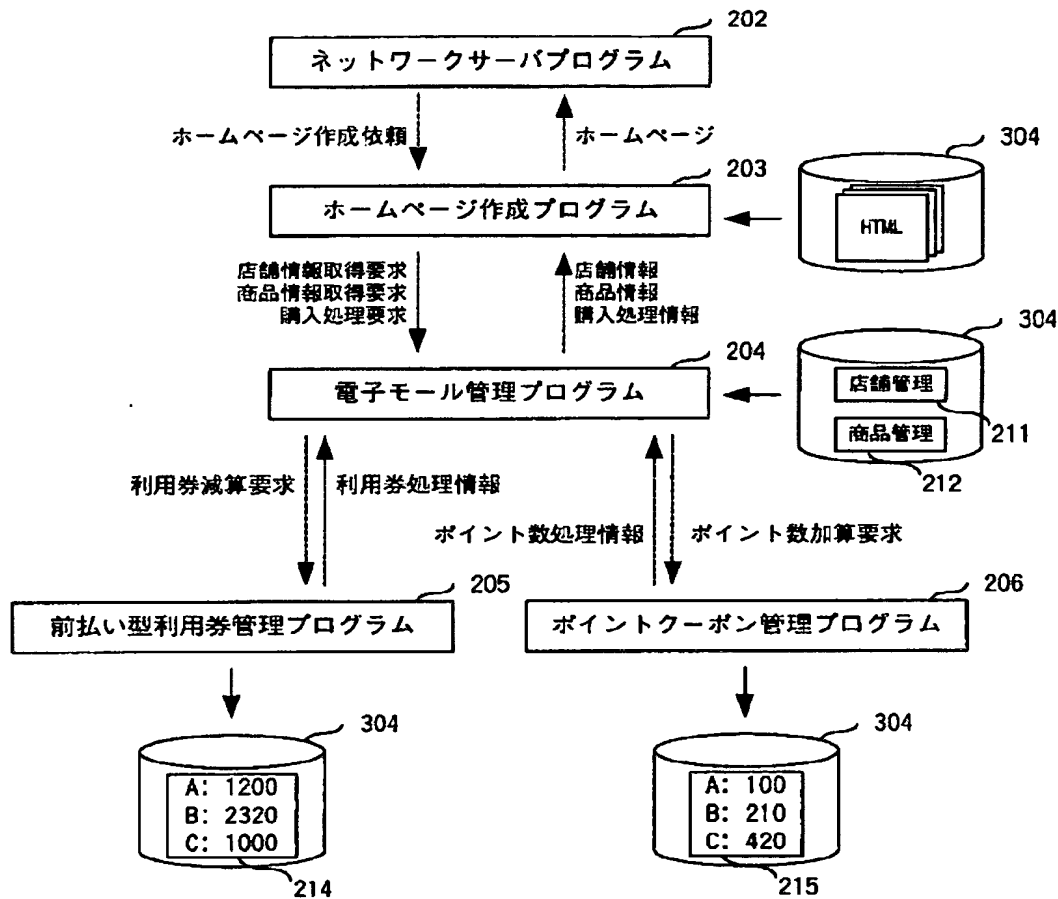 202
ネットワークサーバプログラム
ホームページ作成依頼
ホームページ
203
304
ホームページ作成プログラム
HTML
店舗情報取得要求
商品情報取得要求
購入処理要求
店舗情報
商品情報
購入処理情報
204
304
電子モール管理プログラム
店舗管理
211
商品管理
212
利用券減算要求
利用券処理情報
ポイント数処理情報
ポイント数加算要求
205
206
前払い型利用券管理プログラム
ポイントクーポン管理プログラム
304
A: 1200
B: 2320
C: 1000
214
304
A: 100
B: 210
C: 420
215